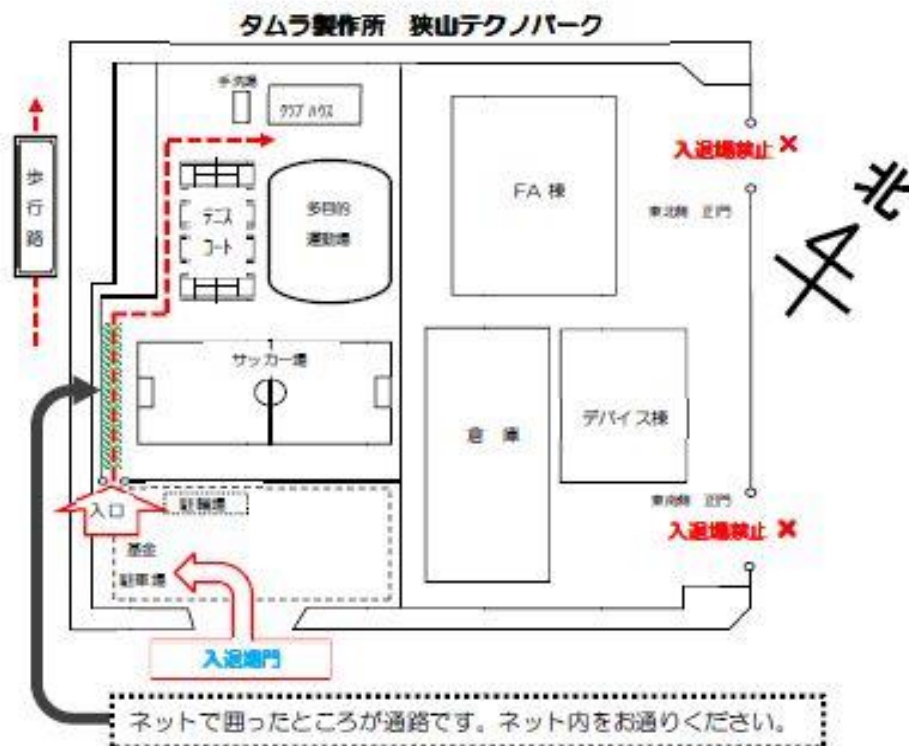 タムラ製作所 狭山テクノパーク
手洗場
クラブハウス
歩行路
テニス
コート
多目的
運動場
FA棟
入退場禁止 ×
東北側 正門
北
サッカー場
倉 庫
デバイス棟
東南側 正門
入退場禁止 ×
入口
駐輪場
基金
駐車場
入退場門
ネットで囲ったところが通路です。ネット内をお通りください。